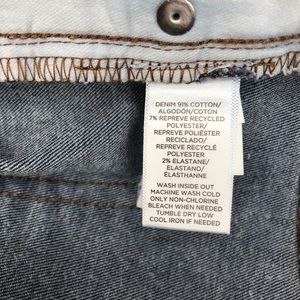 DENIM 91% COTTON/
ALGODÓN/COTON
7% REPREVE RECYCLED
POLYESTER/
REPREVE POLIÉSTER
RECICLADO/
REPREVE RECYCLÉ
POLYESTER
2% ELASTANE/
ELASTANO/
ÉLASTHANNE
WASH INSIDE OUT
MACHINE WASH COLD
ONLY NON-CHLORINE
BLEACH WHEN NEEDED
TUMBLE DRY LOW
COOL IRON IF NEEDED